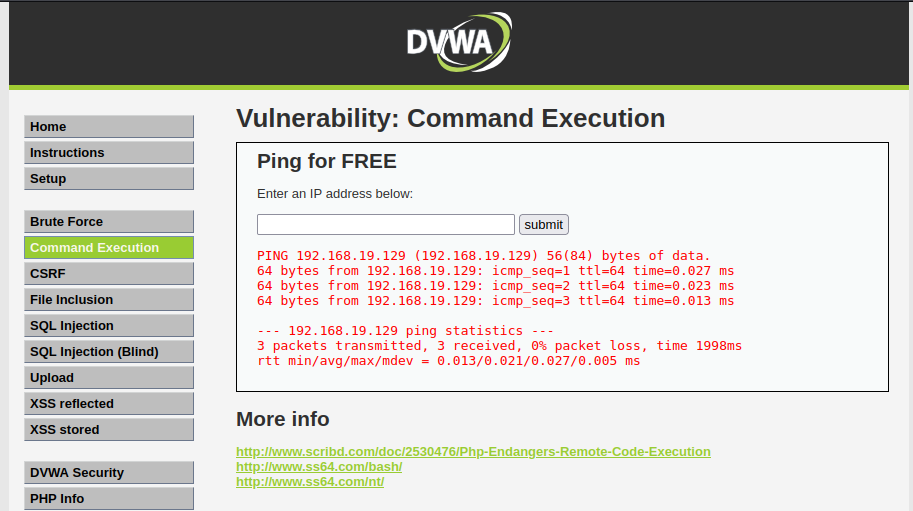 DVWA
Home
Instructions
Setup
Brute Force
Command Execution
CSRF
File Inclusion
SQL Injection
SQL Injection (Blind)
Upload
XSS reflected
XSS stored
DVWA Security
PHP Info
Vulnerability: Command Execution
Ping for FREE
Enter an IP address below:
submit
PING 192.168.19.129 (192.168.19.129) 56(84) bytes of data.
64 bytes from 192.168.19.129: icmp_seq=1 ttl=64 time=0.027 ms
64 bytes from 192.168.19.129: icmp_seq=2 ttl=64 time=0.023 ms
64 bytes from 192.168.19.129: icmp_seq=3 ttl=64 time=0.013 ms
--- 192.168.19.129 ping statistics ---
3 packets transmitted, 3 received, 0% packet loss, time 1998ms
rtt min/avg/max/mdev = 0.013/0.021/0.027/0.005 ms
More info
http://www.scribd.com/doc/2530476/Php-Endangers-Remote-Code-Execution
http://www.ss64.com/bash/
http://www.ss64.com/nt/